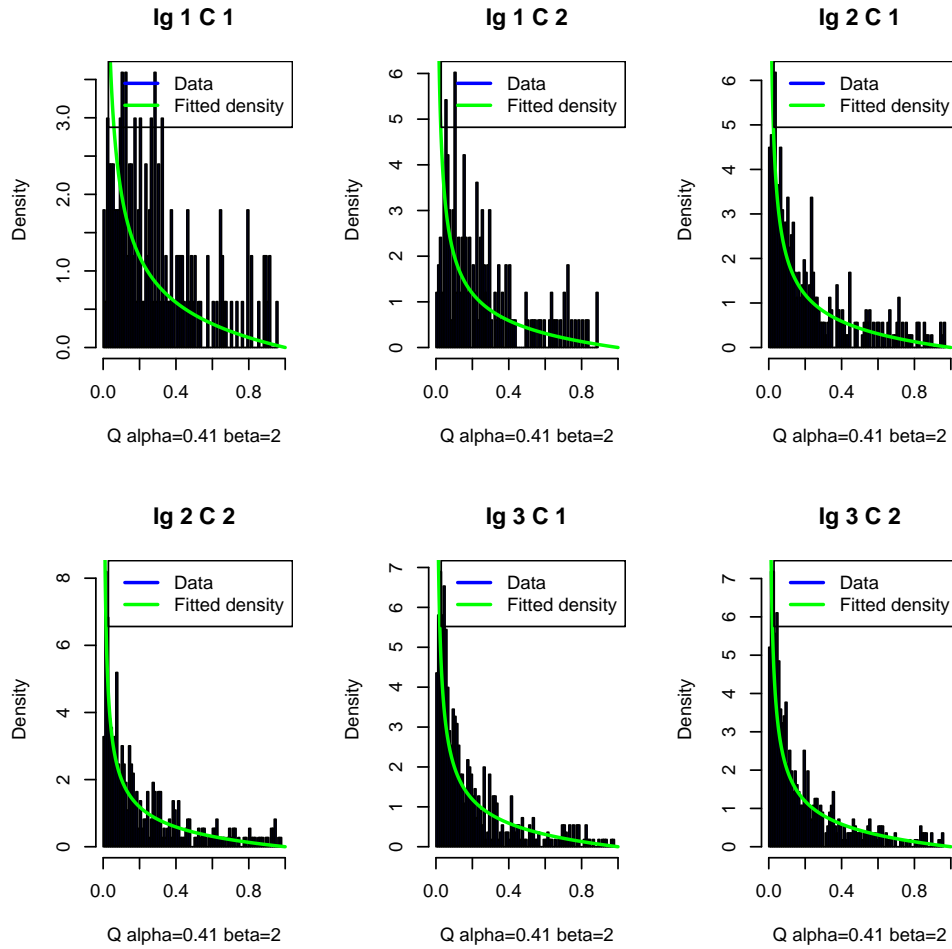 Ig 1 C 1
Data
Fitted density
Density
0.0
1.0
2.0
3.0
0.0
0.4
0.8
Q alpha=0.41 beta=2
Ig 1 C 2
Data
Fitted density
Density
0
1
2
3
4
5
6
0.0
0.4
0.8
Q alpha=0.41 beta=2
Ig 2 C 1
Data
Fitted density
Density
0
1
2
3
4
5
6
0.0
0.4
0.8
Q alpha=0.41 beta=2
Ig 2 C 2
Data
Fitted density
Density
0
2
4
6
8
0.0
0.4
0.8
Q alpha=0.41 beta=2
Ig 3 C 1
Data
Fitted density
Density
0
1
2
3
4
5
6
7
0.0
0.4
0.8
Q alpha=0.41 beta=2
Ig 3 C 2
Data
Fitted density
Density
0
1
2
3
4
5
6
7
0.0
0.4
0.8
Q alpha=0.41 beta=2